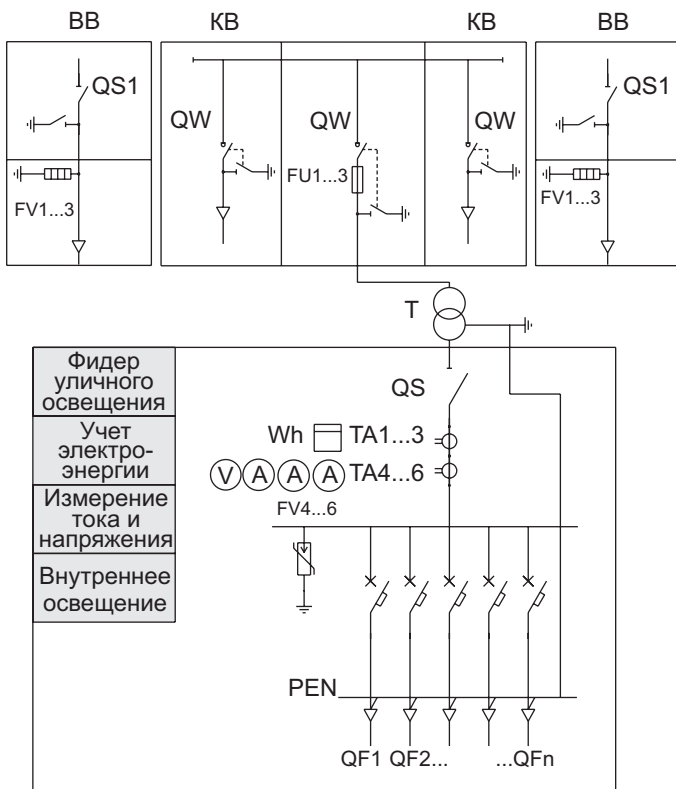 ВВ
КВ
КВ
ВВ
QS1
QW
QW
QW
QS1
FU1...3
FV1...3
FV1...3
T
Фидер
уличного
освещения
QS
Учет
электро-
энергии
Wh
TA1...3
V A A A
TA4...6
Измерение
тока и
напряжения
FV4...6
Внутреннее
освещение
PEN
QF1 QF2... ...QFn